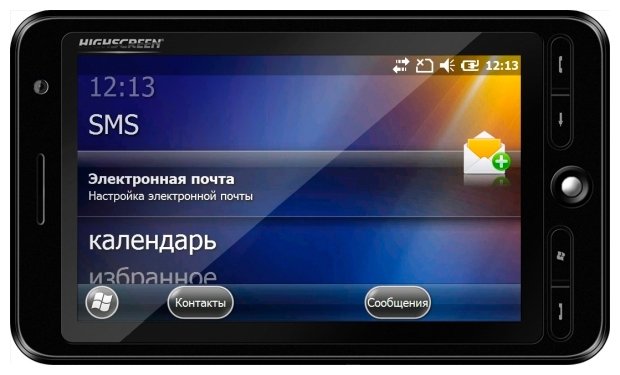 HIGHSCREEN
12:13
12:13
SMS
Электронная почта
Настройка электронной почты
календарь
избранное
Контакты
Сообщения